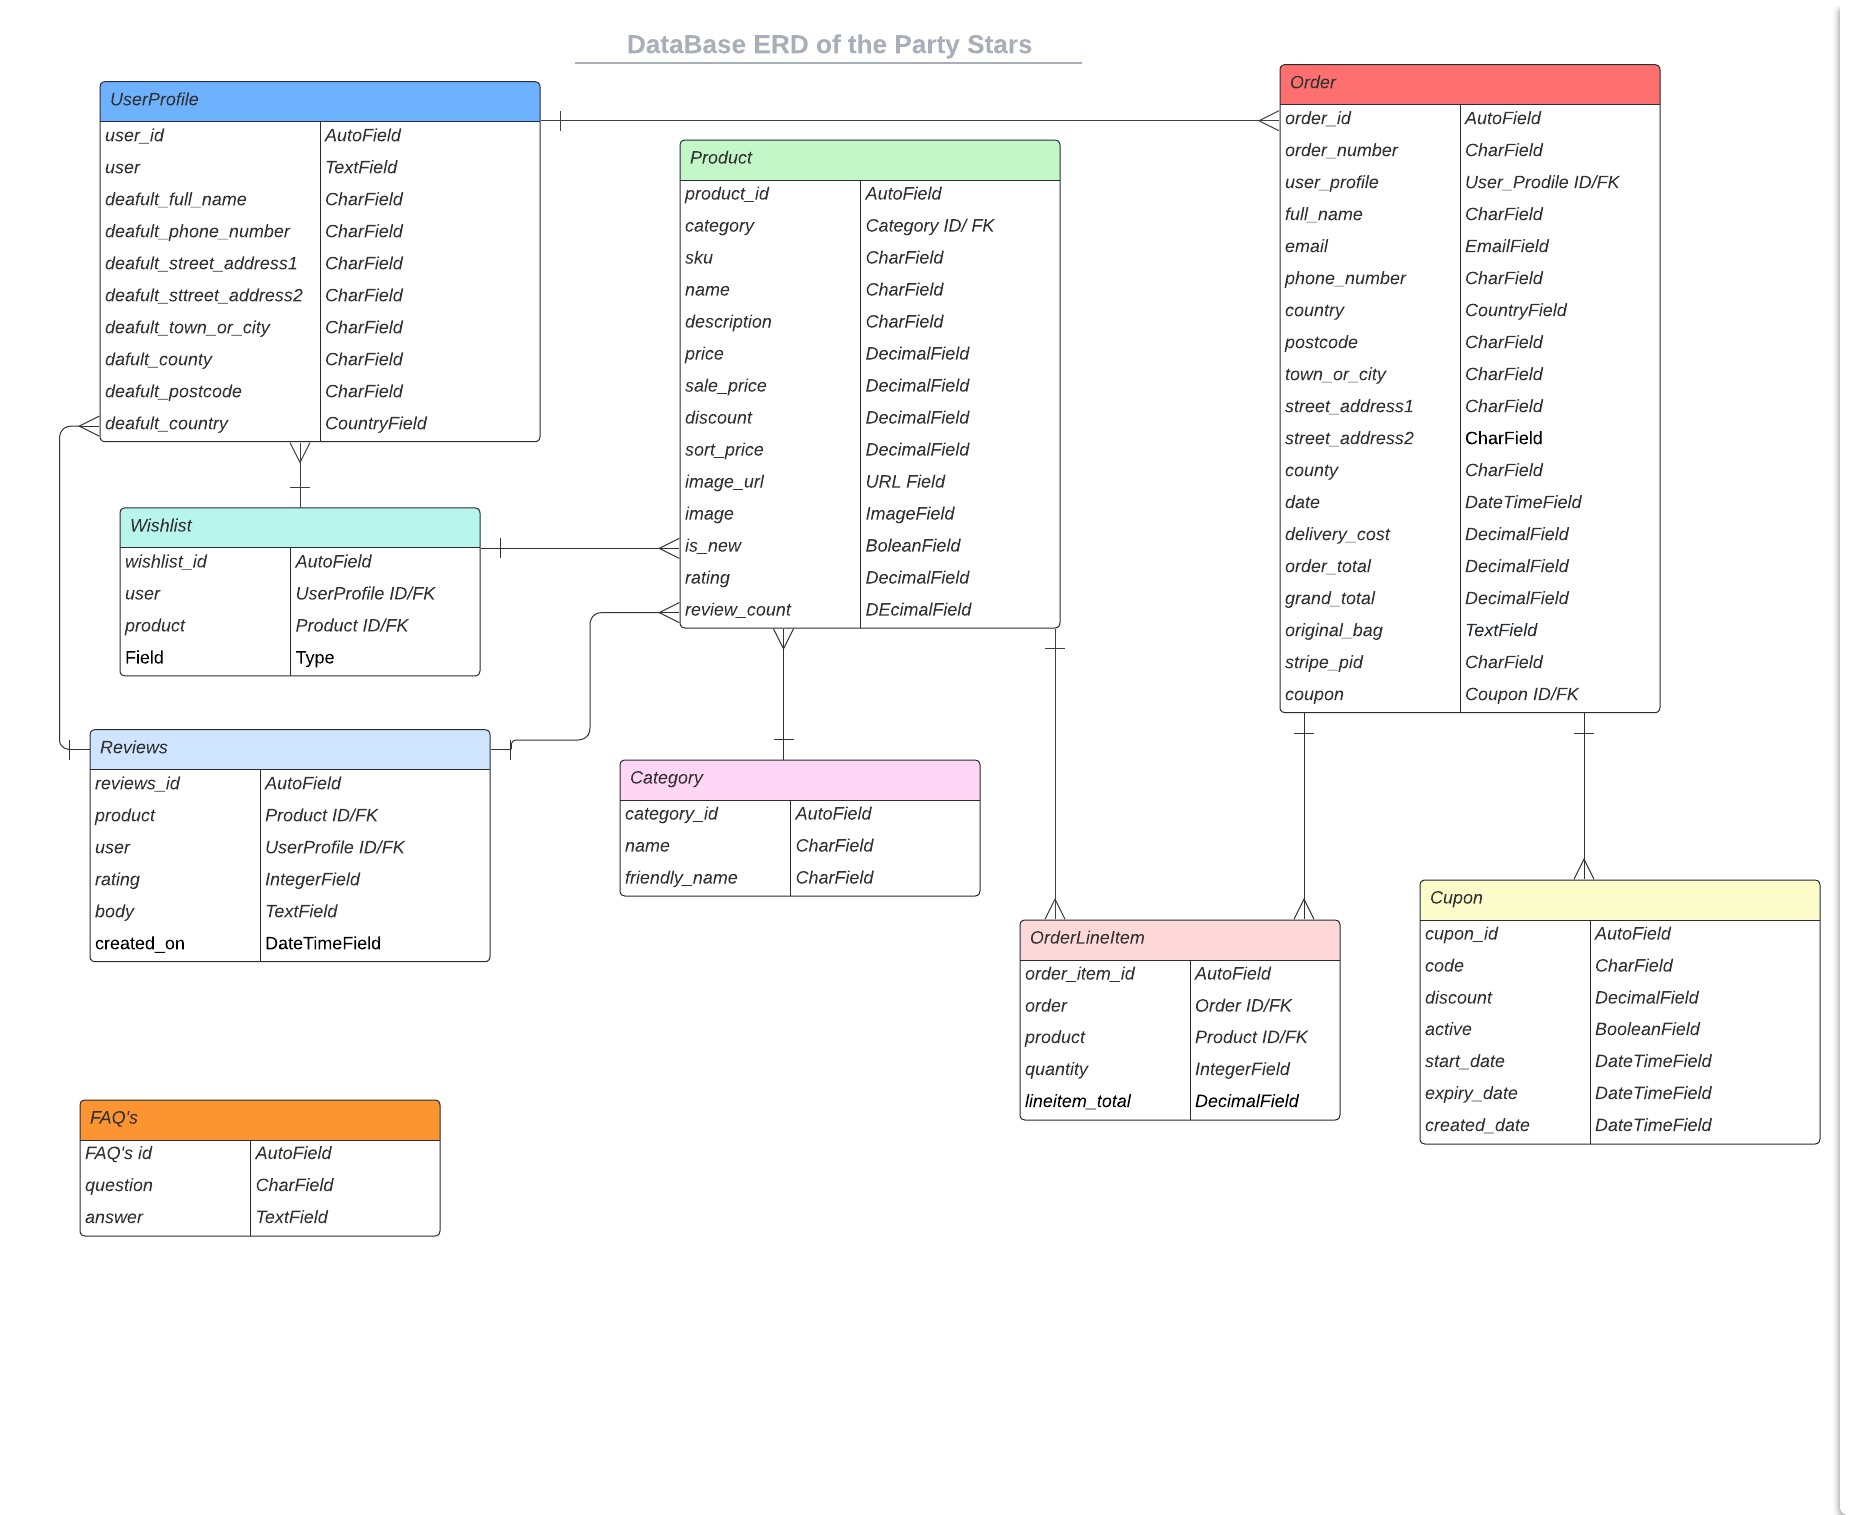 DataBase ERD of the Party Stars
UserProfile
user_id AutoField
user TextField
deafult_full_name CharField
deafult_phone_number CharField
deafult_street_address1 CharField
deafult_sttreet_address2 CharField
deafult_town_or_city CharField
dafult_county CharField
deafult_postcode CharField
deafult_country CountryField
Product
product_id AutoField
category Category ID/ FK
sku CharField
name CharField
description CharField
price DecimalField
sale_price DecimalField
discount DecimalField
sort_price DecimalField
image_url URL Field
image ImageField
is_new BoleanField
rating DecimalField
review_count DEcimalField
Order
order_id AutoField
order_number CharField
user_profile User_Prodile ID/FK
full_name CharField
email EmailField
phone_number CharField
country CountryField
postcode CharField
town_or_city CharField
street_address1 CharField
street_address2 CharField
county CharField
date DateTimeField
delivery_cost DecimalField
order_total DecimalField
grand_total DecimalField
original_bag TextField
stripe_pid CharField
coupon Coupon ID/FK
Wishlist
wishlist_id AutoField
user UserProfile ID/FK
product Product ID/FK
Field Type
Reviews
reviews_id AutoField
product Product ID/FK
user UserProfile ID/FK
rating IntegerField
body TextField
created_on DateTimeField
Category
category_id AutoField
name CharField
friendly_name CharField
OrderLineItem
order_item_id AutoField
order Order ID/FK
product Product ID/FK
quantity IntegerField
lineitem_total DecimalField
Cupon
cupon_id AutoField
code CharField
discount DecimalField
active BooleanField
start_date DateTimeField
expiry_date DateTimeField
created_date DateTimeField
FAQ's
FAQ's id AutoField
question CharField
answer TextField